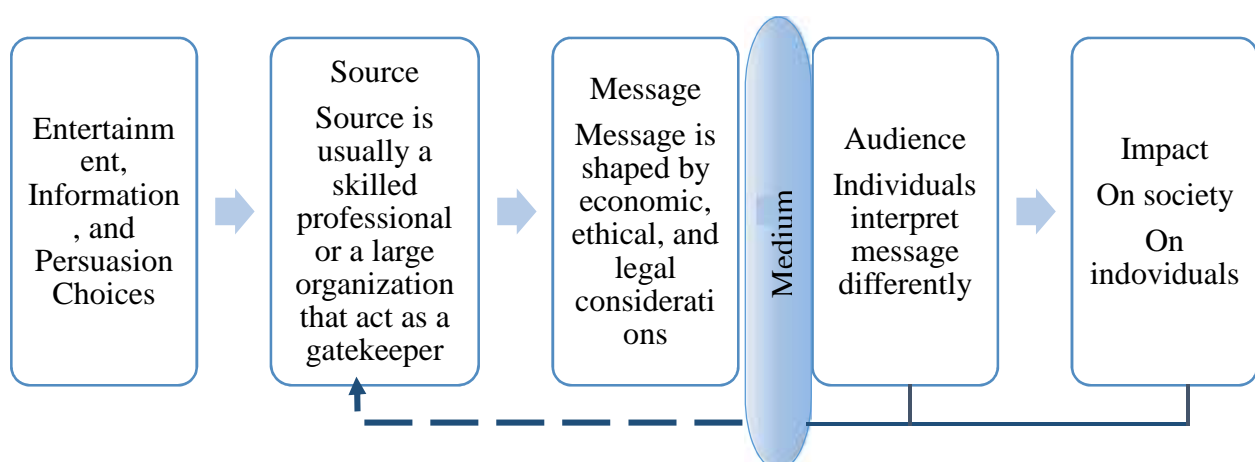 Entertainm
ent,
Information
, and
Persuasion
Choices
Source
Source is
usually a
skilled
professional
or a large
organization
that act as a
gatekeeper
Message
Message is
shaped by
economic,
ethical, and
legal
considerati
ons
Medium
Audience
Individuals
interpret
message
differently
Impact
On society
On
indoviduals